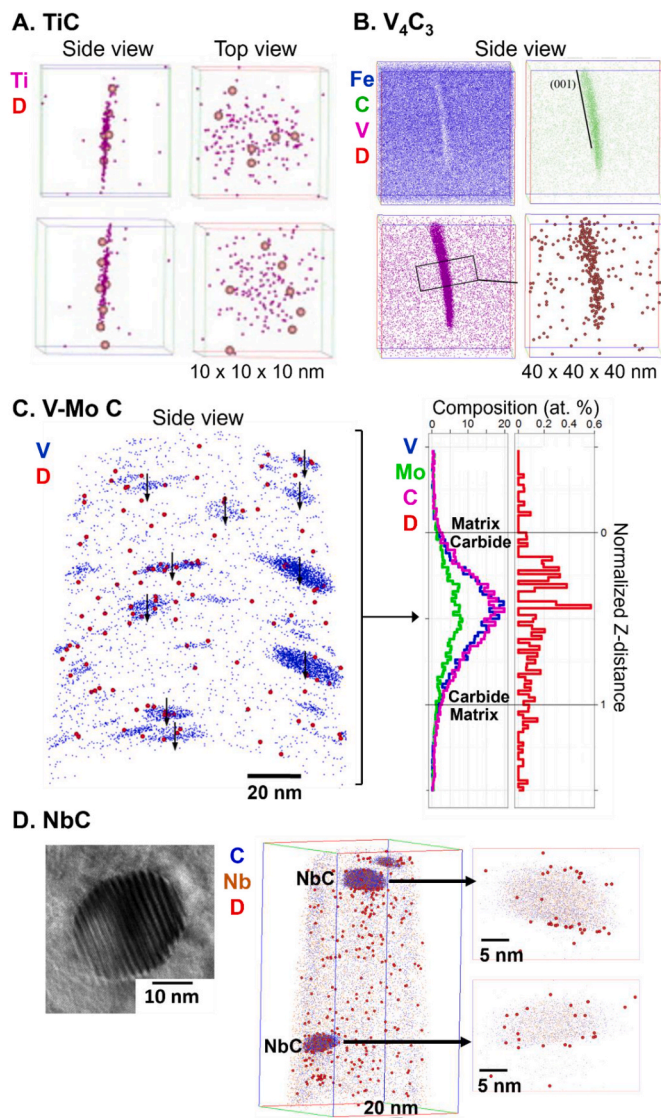 A. TiC
Side view Top view
Ti
D
10 x 10 x 10 nm
B. V₄C₃
Side view
Fe
C
V
D
(001)
40 x 40 x 40 nm
C. V-Mo C
Side view
V
D
20 nm
Composition (at. %)
V
Mo
C
D
0 10 20 0 0.2 0.4 0.6
Matrix
Carbide
Carbide
Matrix
0
1
Normalized Z-distance
D. NbC
10 nm
C
Nb
D
NbC
NbC
20 nm
5 nm
5 nm